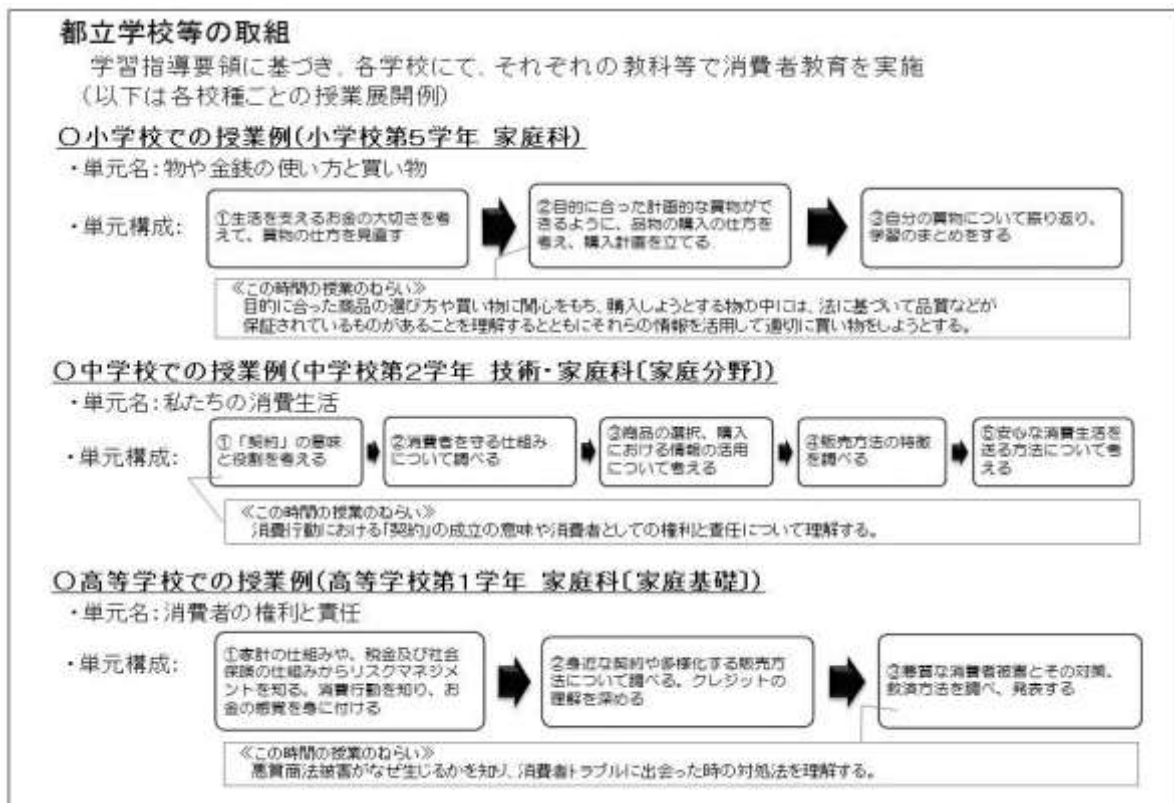 都立学校等の取組
学習指導要領に基づき、各学校にて、それぞれの教科等で消費者教育を実施
(以下は各校種ごとの授業展開例)
○小学校での授業例(小学校第5学年 家庭科)
・単元名:物や金銭の使い方と買い物
・単元構成:
①生活を支えるお金の大切さを考
えて、買物の仕方を見直す
②目的に合った計画的な買物がで
きるように、品物の購入の仕方を
考え、購入計画を立てる
③自分の買物について振り返り、
学習のまとめをする
≪この時間の授業のねらい≫
目的に合った商品の選び方や買い物に関心をもち、購入しようとする物の中には、法に基づいて品質などが
保証されているものがあることを理解するとともにそれらの情報を活用して適切に買い物をしようとする。
○中学校での授業例(中学校第2学年 技術・家庭科〔家庭分野〕)
・単元名:私たちの消費生活
・単元構成:
①「契約」の意味
と役割を考える
②消費者を守る仕組み
について調べる
③商品の選択、購入
における情報の活用
について考える
④販売方法の特徴
を調べる
⑤安心な消費生活を
送る方法について考
える
≪この時間の授業のねらい≫
消費行動における「契約」の成立の意味や消費者としての権利と責任について理解する。
○高等学校での授業例(高等学校第1学年 家庭科〔家庭基礎〕)
・単元名:消費者の権利と責任
・単元構成:
①家計の仕組みや、税金及び社会
保険の仕組みからリスクマネジメ
ントを知る。消費行動を知り、お
金の感覚を身に付ける
②身近な契約や多様化する販売方
法について調べる。クレジットの
理解を深める
③悪質な消費者被害とその対策、
救済方法を調べ、発表する
≪この時間の授業のねらい≫
悪質商法被害がなぜ生じるかを知り、消費者トラブルに出会った時の対処法を理解する。